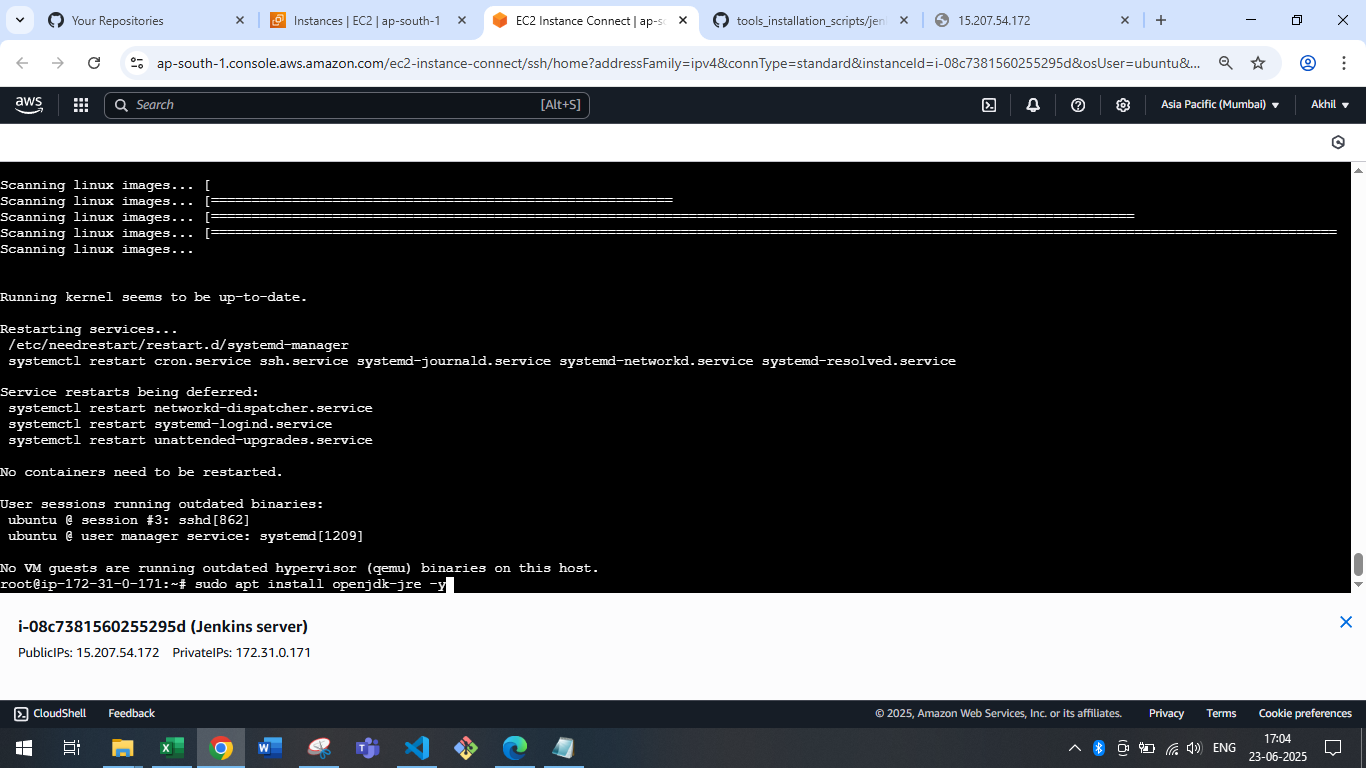 Your Repositories
Instances | EC2 | ap-south-1
EC2 Instance Connect | ap-s
tools_installation_scripts/jen
15.207.54.172
ap-south-1.console.aws.amazon.com/ec2-instance-connect/ssh/home?addressFamily=ipv4&connType=standard&instanceId=i-08c7381560255295d&osUser=ubuntu&...
aws
Search
[Alt+S]
Asia Pacific (Mumbai)
Akhil
Scanning linux images... [
Scanning linux images... [=========================================================
Scanning linux images... [==================================================================================================================
Scanning linux images... [===========================================================================================================================================
Scanning linux images...
Running kernel seems to be up-to-date.
Restarting services...
/etc/needrestart/restart.d/systemd-manager
systemctl restart cron.service ssh.service systemd-journald.service systemd-networkd.service systemd-resolved.service
Service restarts being deferred:
systemctl restart networkd-dispatcher.service
systemctl restart systemd-logind.service
systemctl restart unattended-upgrades.service
No containers need to be restarted.
User sessions running outdated binaries:
ubuntu @ session #3: sshd[862]
ubuntu @ user manager service: systemd[1209]
No VM guests are running outdated hypervisor (qemu) binaries on this host.
root@ip-172-31-0-171:~# sudo apt install openjdk-jre -y
i-08c7381560255295d (Jenkins server)
PublicIPs: 15.207.54.172 PrivateIPs: 172.31.0.171
CloudShell
Feedback
© 2025, Amazon Web Services, Inc. or its affiliates.
Privacy
Terms
Cookie preferences
ENG
17:04
23-06-2025